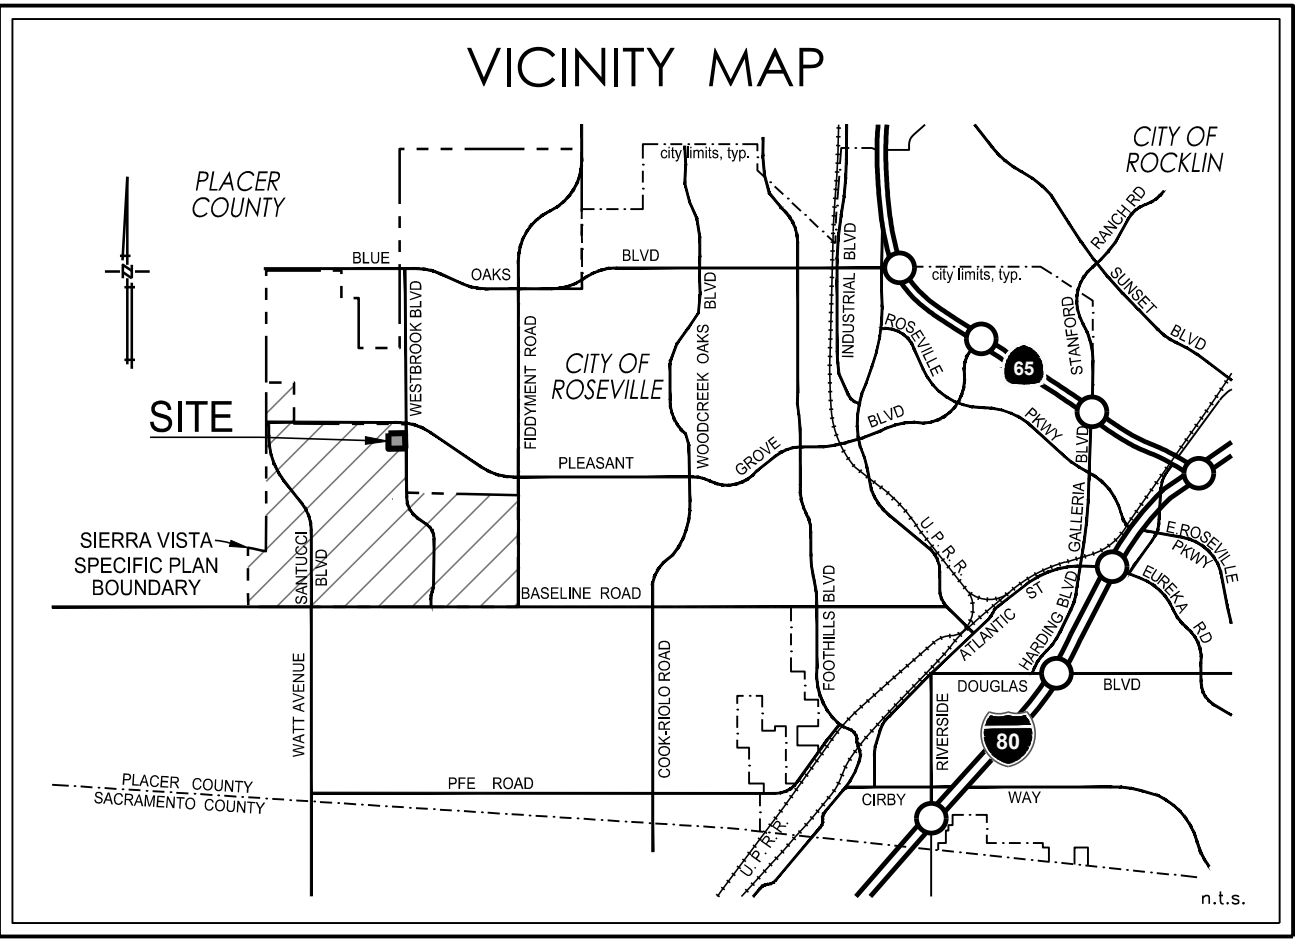 VICINITY MAP
CITY OF
ROCKLIN
PLACER
COUNTY
city limits, typ.
RANCH RD
BLUE
OAKS
BLVD
N
city limits, typ.
SUNSET
BLVD
WESTBROOK BLVD
FIDDYMENT ROAD
WOODCREEK OAKS
BLVD
INDUSTRIAL BLVD
ROSEVILLE
PKWY
STANFORD
65
CITY OF
ROSEVILLE
SITE
PLEASANT
GROVE
BLVD
GALLERIA BLVD
U.P.R.R.
E.ROSEVILLE
PKWY
EUREKA RD
SIERRA VISTA
SPECIFIC PLAN
BOUNDARY
SANTUCCI
BLVD
BASELINE ROAD
FOOTHILLS BLVD
ATLANTIC ST
HARDING BLVD
WATT AVENUE
COOK-RIOLO ROAD
DOUGLAS
BLVD
RIVERSIDE
80
PLACER COUNTY
SACRAMENTO COUNTY
PFE ROAD
CIRBY
WAY
U.P.R.R.
n.t.s.